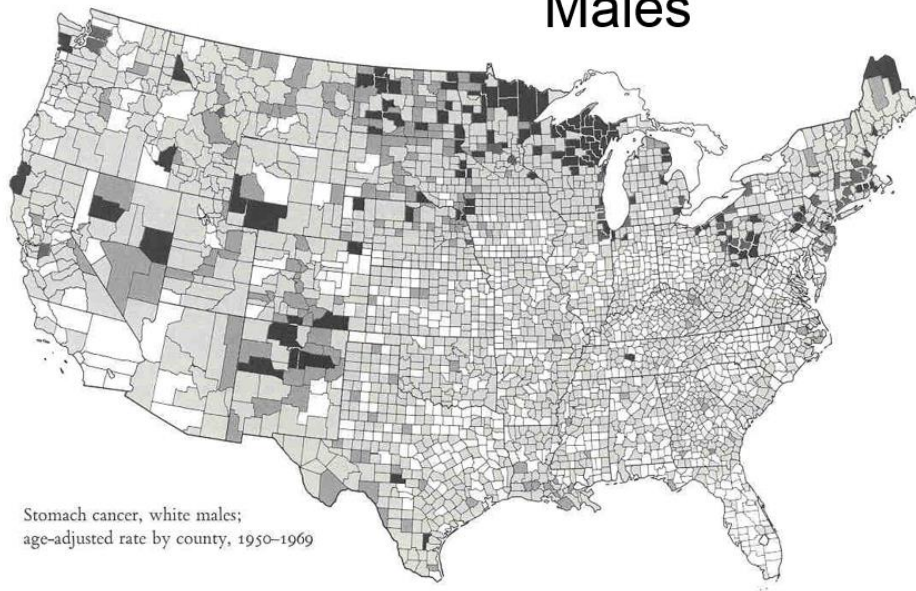 Males
Stomach cancer, white males;
age-adjusted rate by county, 1950–1969